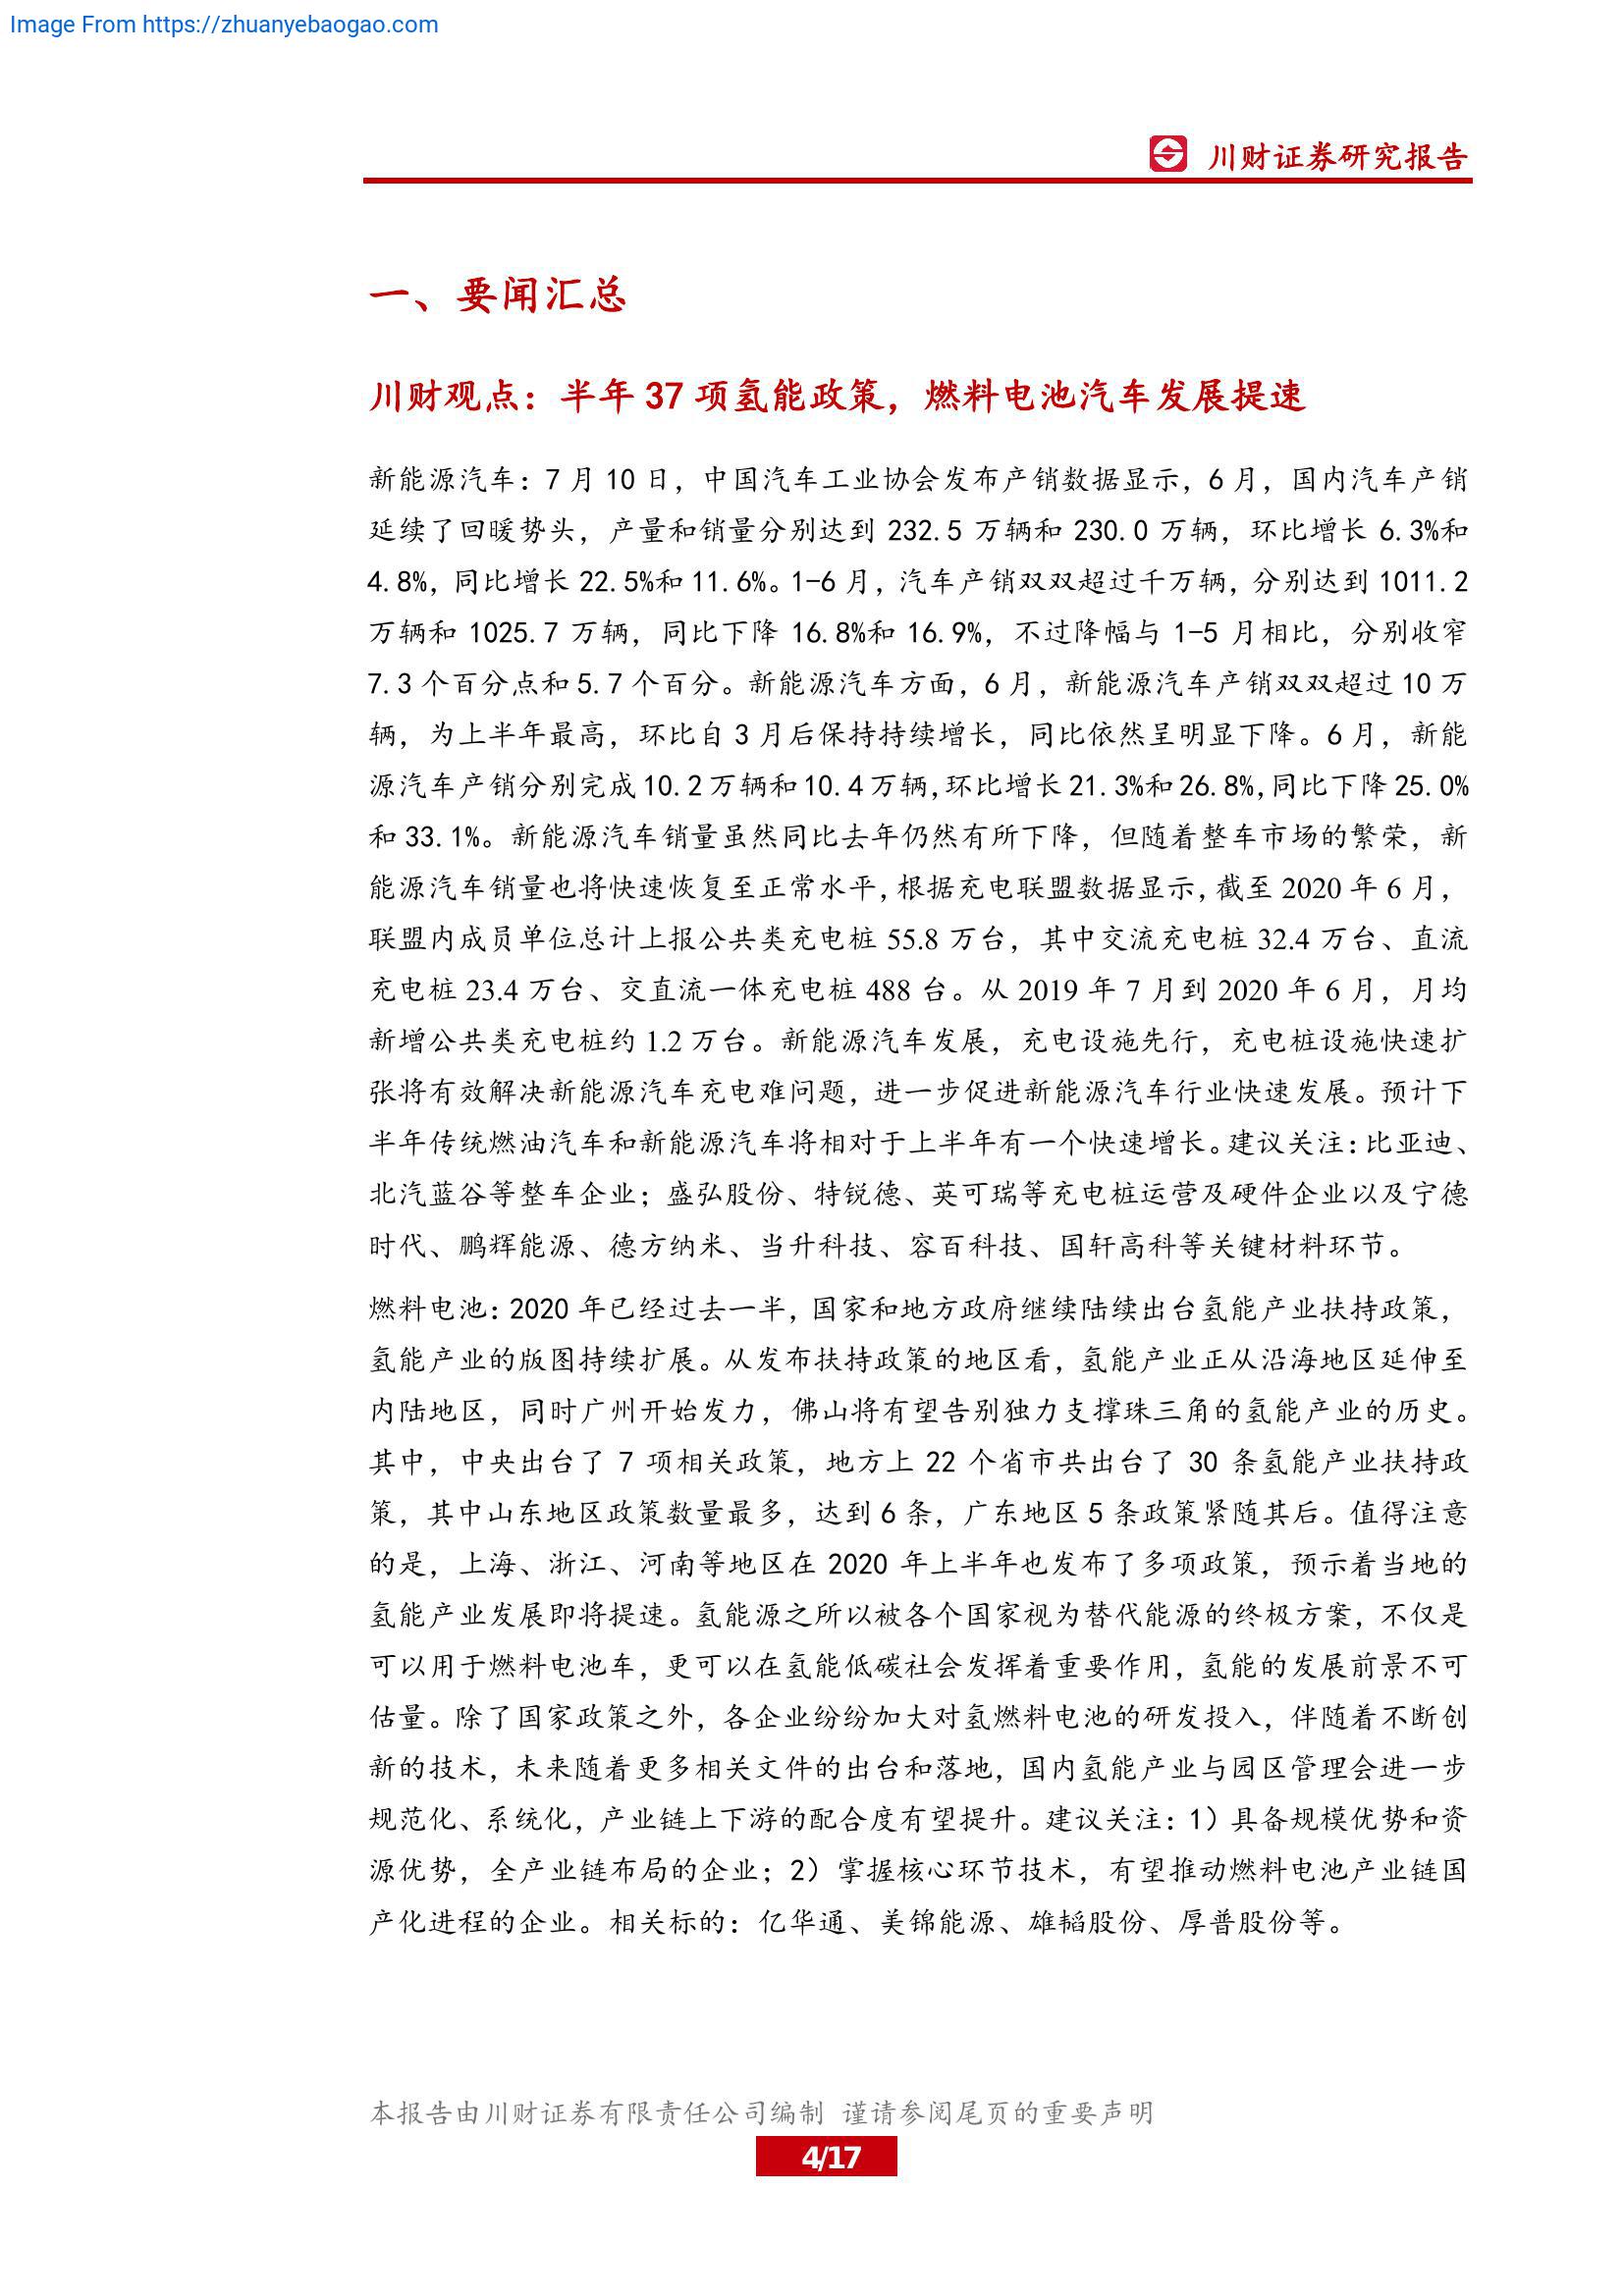 Image From https://zhuanyebaogao.com
川财证券研究报告
一、要闻汇总
川财观点：半年 37 项氢能政策，燃料电池汽车发展提速
新能源汽车：7 月 10 日，中国汽车工业协会发布产销数据显示，6 月，国内汽车产销
延续了回暖势头，产量和销量分别达到 232.5 万辆和 230.0 万辆，环比增长 6.3%和
4.8%，同比增长 22.5%和 11.6%。1-6 月，汽车产销双双超过千万辆，分别达到 1011.2
万辆和 1025.7 万辆，同比下降 16.8%和 16.9%，不过降幅与 1-5 月相比，分别收窄
7.3 个百分点和 5.7 个百分。新能源汽车方面，6 月，新能源汽车产销双双超过 10 万
辆，为上半年最高，环比自 3 月后保持持续增长，同比依然呈明显下降。6 月，新能
源汽车产销分别完成 10.2 万辆和 10.4 万辆，环比增长 21.3%和 26.8%，同比下降 25.0%
和 33.1%。新能源汽车销量虽然同比去年仍然有所下降，但随着整车市场的繁荣，新
能源汽车销量也将快速恢复至正常水平，根据充电联盟数据显示，截至 2020 年 6 月，
联盟内成员单位总计上报公共类充电桩 55.8 万台，其中交流充电桩 32.4 万台、直流
充电桩 23.4 万台、交直流一体充电桩 488 台。从 2019 年 7 月到 2020 年 6 月，月均
新增公共类充电桩约 1.2 万台。新能源汽车发展，充电设施先行，充电桩设施快速扩
张将有效解决新能源汽车充电难问题，进一步促进新能源汽车行业快速发展。预计下
半年传统燃油汽车和新能源汽车将相对于上半年有一个快速增长。建议关注：比亚迪、
北汽蓝谷等整车企业；盛弘股份、特锐德、英可瑞等充电桩运营及硬件企业以及宁德
时代、鹏辉能源、德方纳米、当升科技、容百科技、国轩高科等关键材料环节。
燃料电池：2020 年已经过去一半，国家和地方政府继续陆续出台氢能产业扶持政策，
氢能产业的版图持续扩展。从发布扶持政策的地区看，氢能产业正从沿海地区延伸至
内陆地区，同时广州开始发力，佛山将有望告别独力支撑珠三角的氢能产业的历史。
其中，中央出台了 7 项相关政策，地方上 22 个省市共出台了 30 条氢能产业扶持政
策，其中山东地区政策数量最多，达到 6 条，广东地区 5 条政策紧随其后。值得注意
的是，上海、浙江、河南等地区在 2020 年上半年也发布了多项政策，预示着当地的
氢能产业发展即将提速。氢能源之所以被各个国家视为替代能源的终极方案，不仅是
可以用于燃料电池车，更可以在氢能低碳社会发挥着重要作用，氢能的发展前景不可
估量。除了国家政策之外，各企业纷纷加大对氢燃料电池的研发投入，伴随着不断创
新的技术，未来随着更多相关文件的出台和落地，国内氢能产业与园区管理会进一步
规范化、系统化，产业链上下游的配合度有望提升。建议关注：1）具备规模优势和资
源优势，全产业链布局的企业；2）掌握核心环节技术，有望推动燃料电池产业链国
产化进程的企业。相关标的：亿华通、美锦能源、雄韬股份、厚普股份等。
本报告由川财证券有限责任公司编制 谨请参阅尾页的重要声明
4/17